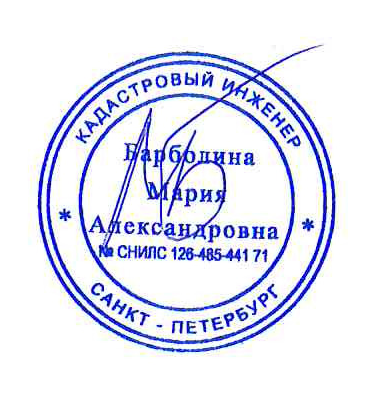 КАДАСТРОВЫЙ ИНЖЕНЕР
Барболина
Мария
Александровна
№ СНИЛС 126-485-441 71
САНКТ - ПЕТЕРБУРГ